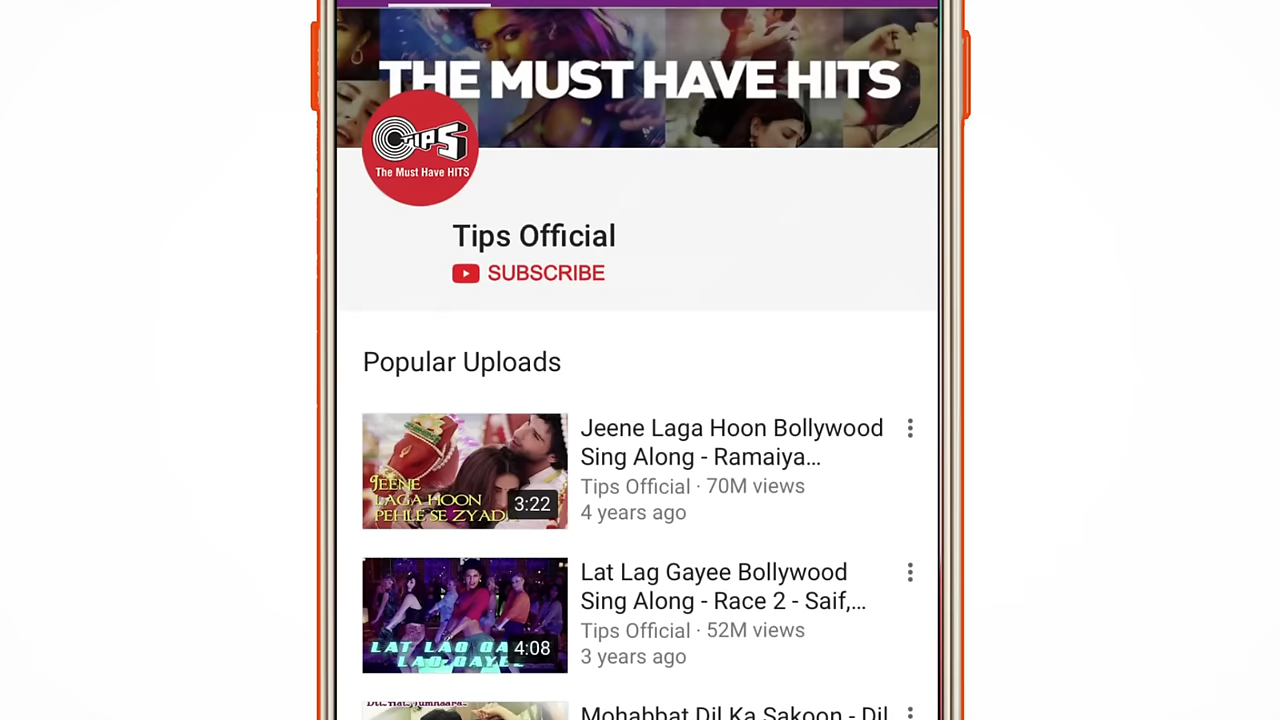 THE MUST HAVE HITS
TIPS
The Must Have HITS
Tips Official
SUBSCRIBE
Popular Uploads
JEENE
LAGA HOON
PEHLE SE ZYAD
3:22
Jeene Laga Hoon Bollywood
Sing Along - Ramaiya...
Tips Official · 70M views
4 years ago
LAT LAG GA
LAG GAYEE
4:08
Lat Lag Gayee Bollywood
Sing Along - Race 2 - Saif,...
Tips Official · 52M views
3 years ago
Mohabbat Dil Ka Sakoon - Dil